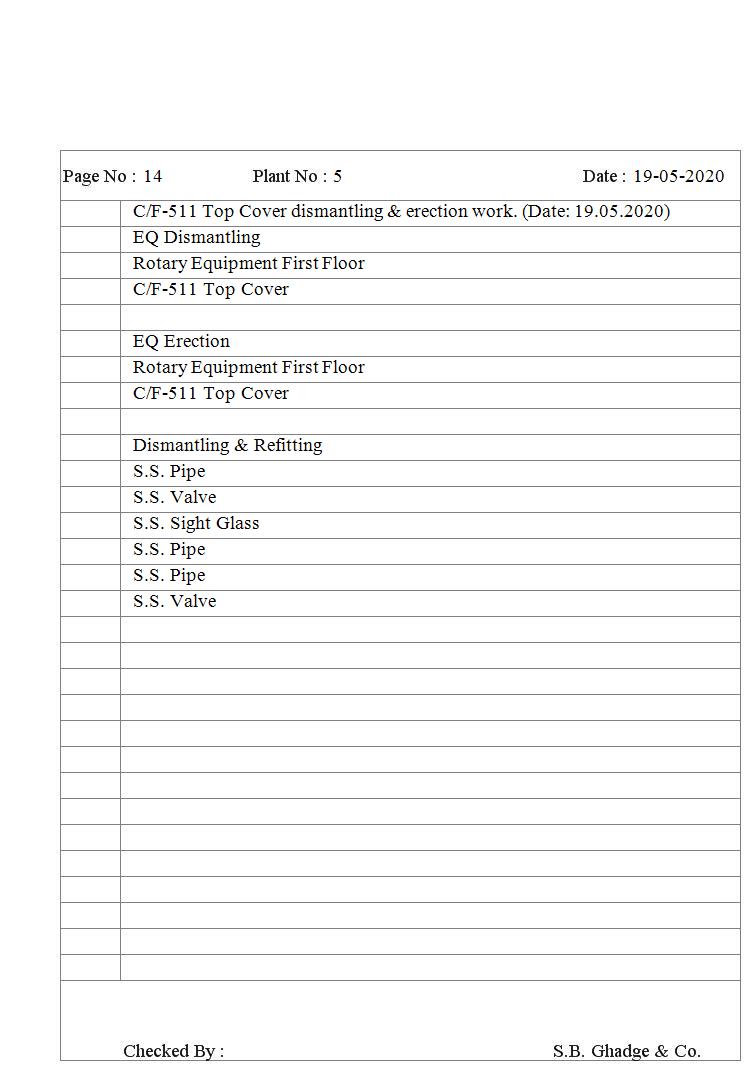 Page No : 14 Plant No : 5 Date : 19-05-2020
C/F-511 Top Cover dismantling & erection work. (Date: 19.05.2020)
EQ Dismantling
Rotary Equipment First Floor
C/F-511 Top Cover
EQ Erection
Rotary Equipment First Floor
C/F-511 Top Cover
Dismantling & Refitting
S.S. Pipe
S.S. Valve
S.S. Sight Glass
S.S. Pipe
S.S. Pipe
S.S. Valve
Checked By : S.B. Ghadge & Co.